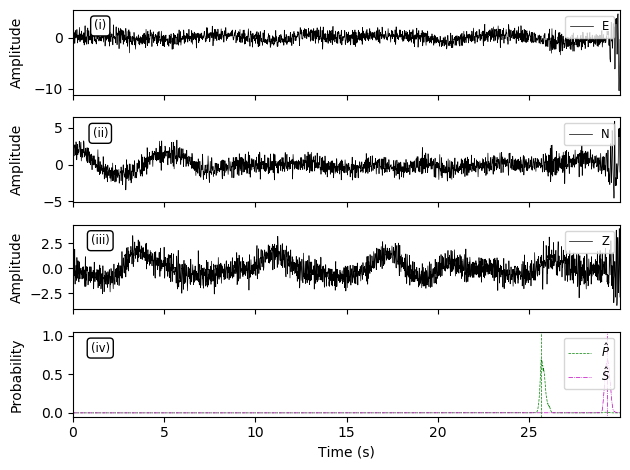 (i)
E
Amplitude
0
−10
(ii)
N
Amplitude
5
0
−5
(iii)
Z
Amplitude
2.5
0.0
−2.5
(iv)
P̂
Ŝ
Probability
1.0
0.5
0.0
0 5 10 15 20 25
Time (s)